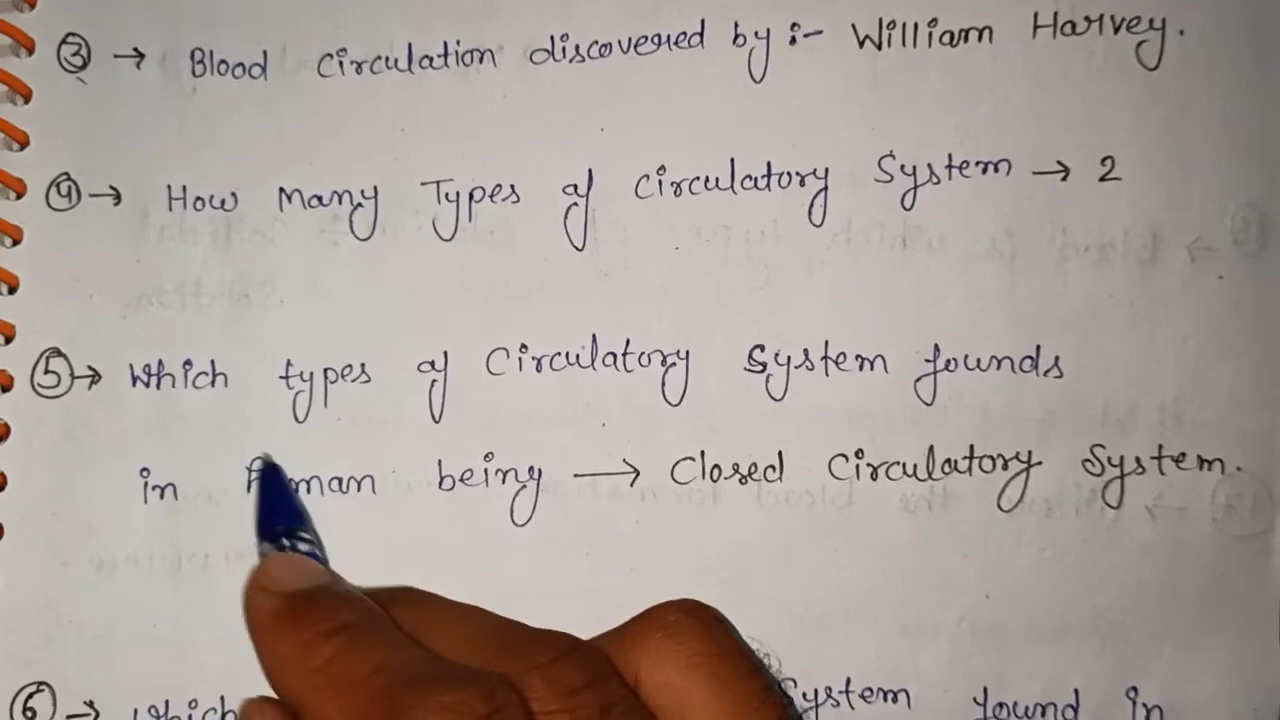 ③ → Blood circulation discovered by :- William Harvey.
④ → How Many Types of circulatory System → 2
⑤ → Which types of Circulatory System founds
in being → Closed Circulatory System.
⑥ → which System found in